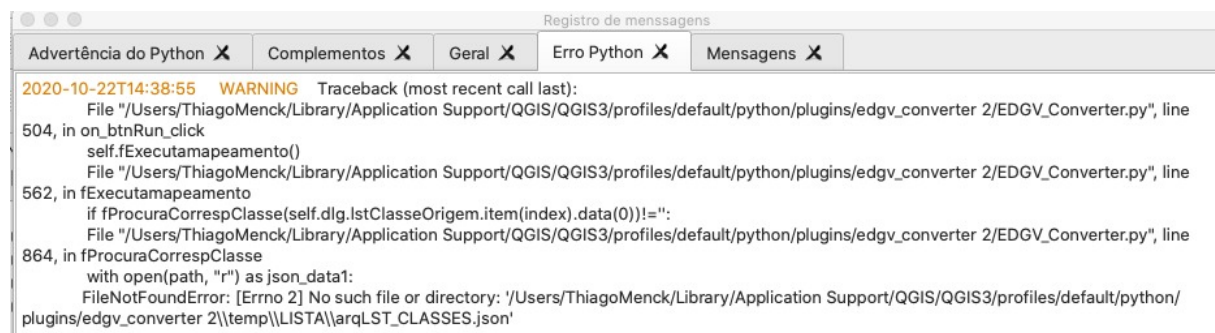 Registro de menssagens
Advertência do Python Complementos Geral Erro Python Mensagens
2020-10-22T14:38:55 WARNING Traceback (most recent call last):
File "/Users/ThiagoMenck/Library/Application Support/QGIS/QGIS3/profiles/default/python/plugins/edgv_converter 2/EDGV_Converter.py", line
504, in on_btnRun_click
self.fExecutamapeamento()
File "/Users/ThiagoMenck/Library/Application Support/QGIS/QGIS3/profiles/default/python/plugins/edgv_converter 2/EDGV_Converter.py", line
562, in fExecutamapeamento
if fProcuraCorrespClasse(self.dlg.lstClasseOrigem.item(index).data(0))!='':
File "/Users/ThiagoMenck/Library/Application Support/QGIS/QGIS3/profiles/default/python/plugins/edgv_converter 2/EDGV_Converter.py", line
864, in fProcuraCorrespClasse
with open(path, "r") as json_data1:
FileNotFoundError: [Errno 2] No such file or directory: '/Users/ThiagoMenck/Library/Application Support/QGIS/QGIS3/profiles/default/python/
plugins/edgv_converter 2\\temp\\LISTA\\arqLST_CLASSES.json'